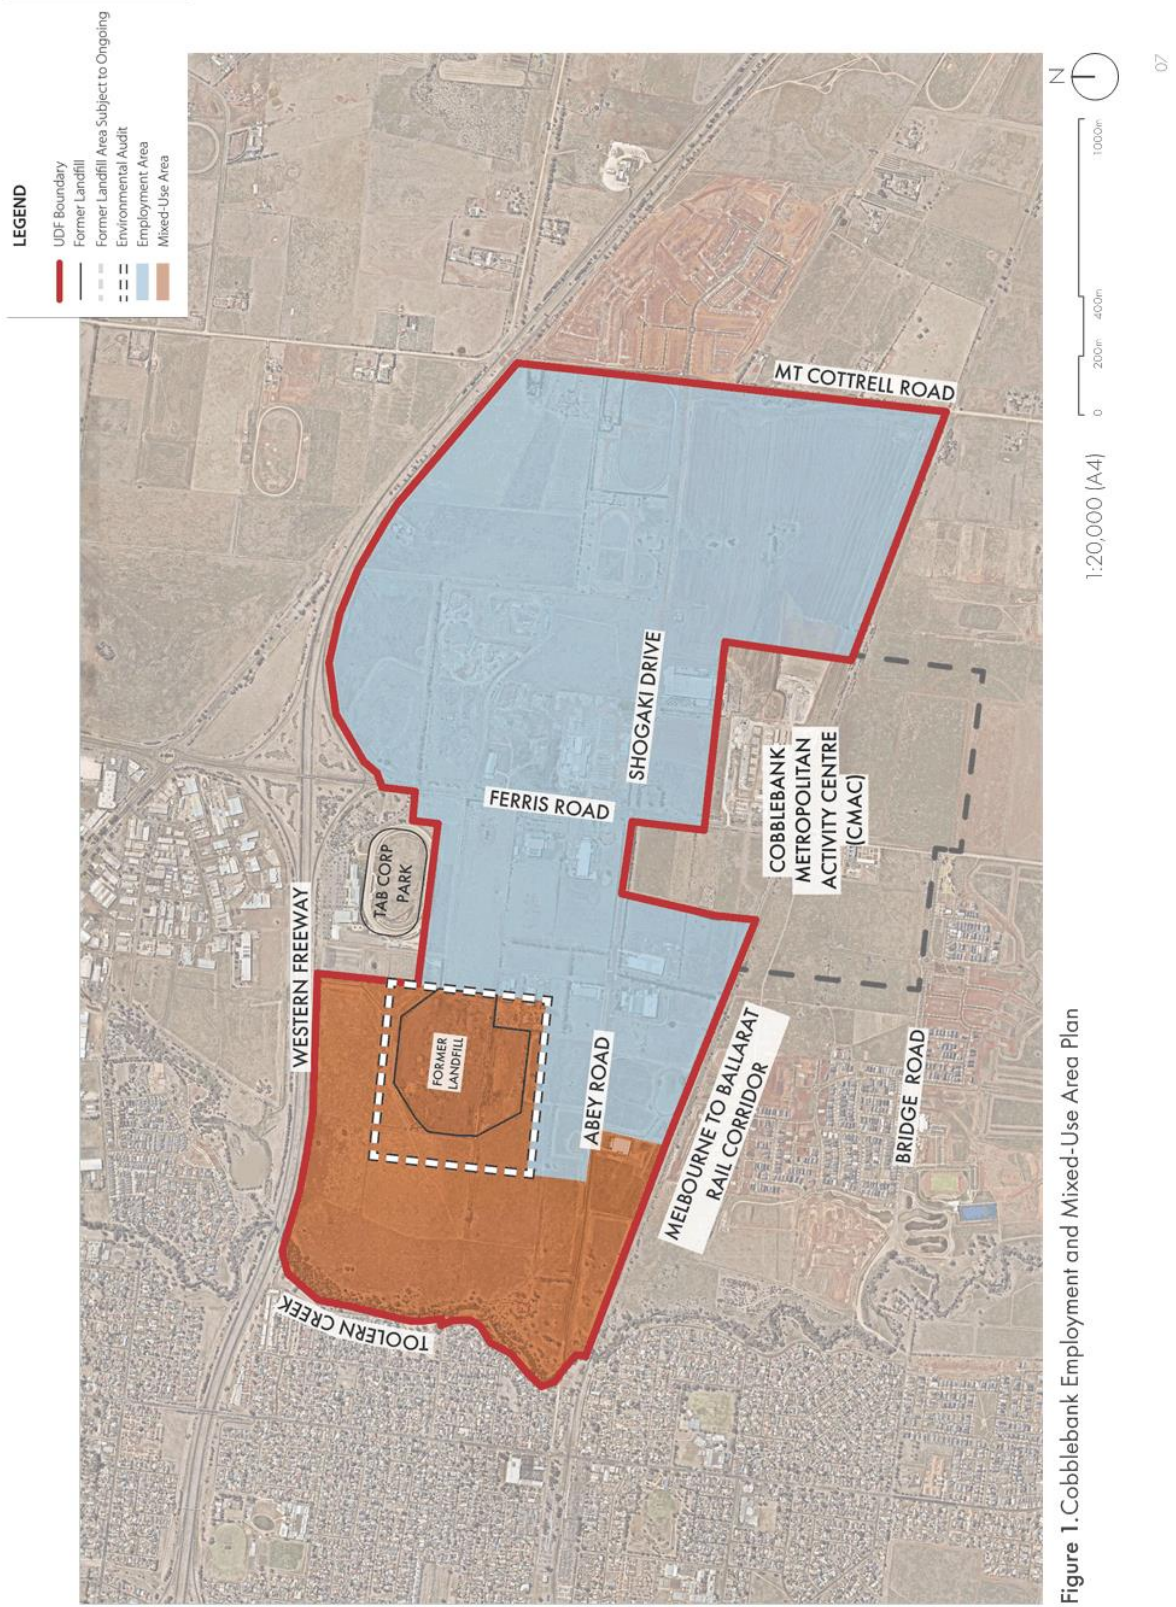 LEGEND
UDF Boundary
Former Landfill
Former Landfill Area Subject to Ongoing
Environmental Audit
Employment Area
Mixed-Use Area
WESTERN FREEWAY
TAB CORP
PARK
TOOLERN CREEK
FORMER
LANDFILL
FERRIS ROAD
ABEY ROAD
SHOGAKI DRIVE
MT COTTRELL ROAD
MELBOURNE TO BALLARAT
RAIL CORRIDOR
COBBLEBANK
METROPOLITAN
ACTIVITY CENTRE
(CMAC)
BRIDGE ROAD
N
1:20,000 (A4)
0
200m
400m
1000m
Figure 1. Cobblebank Employment and Mixed-Use Area Plan
07